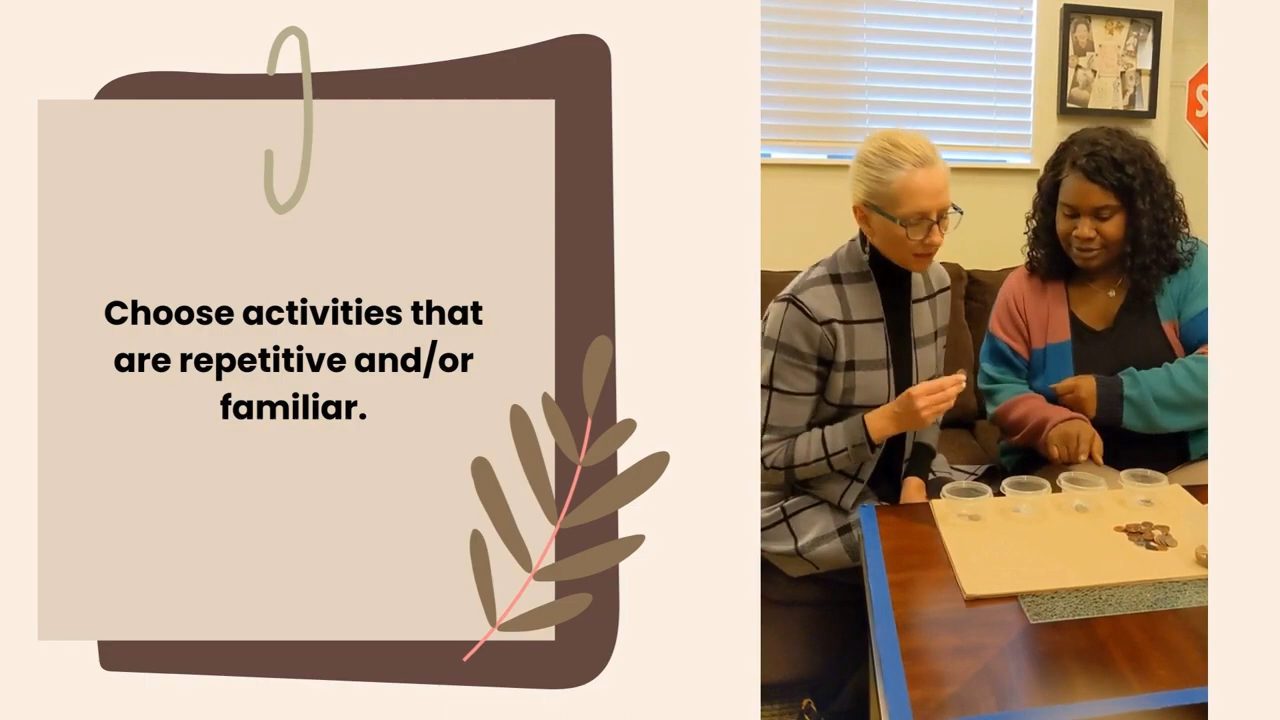 Choose activities that
are repetitive and/or
familiar.
S